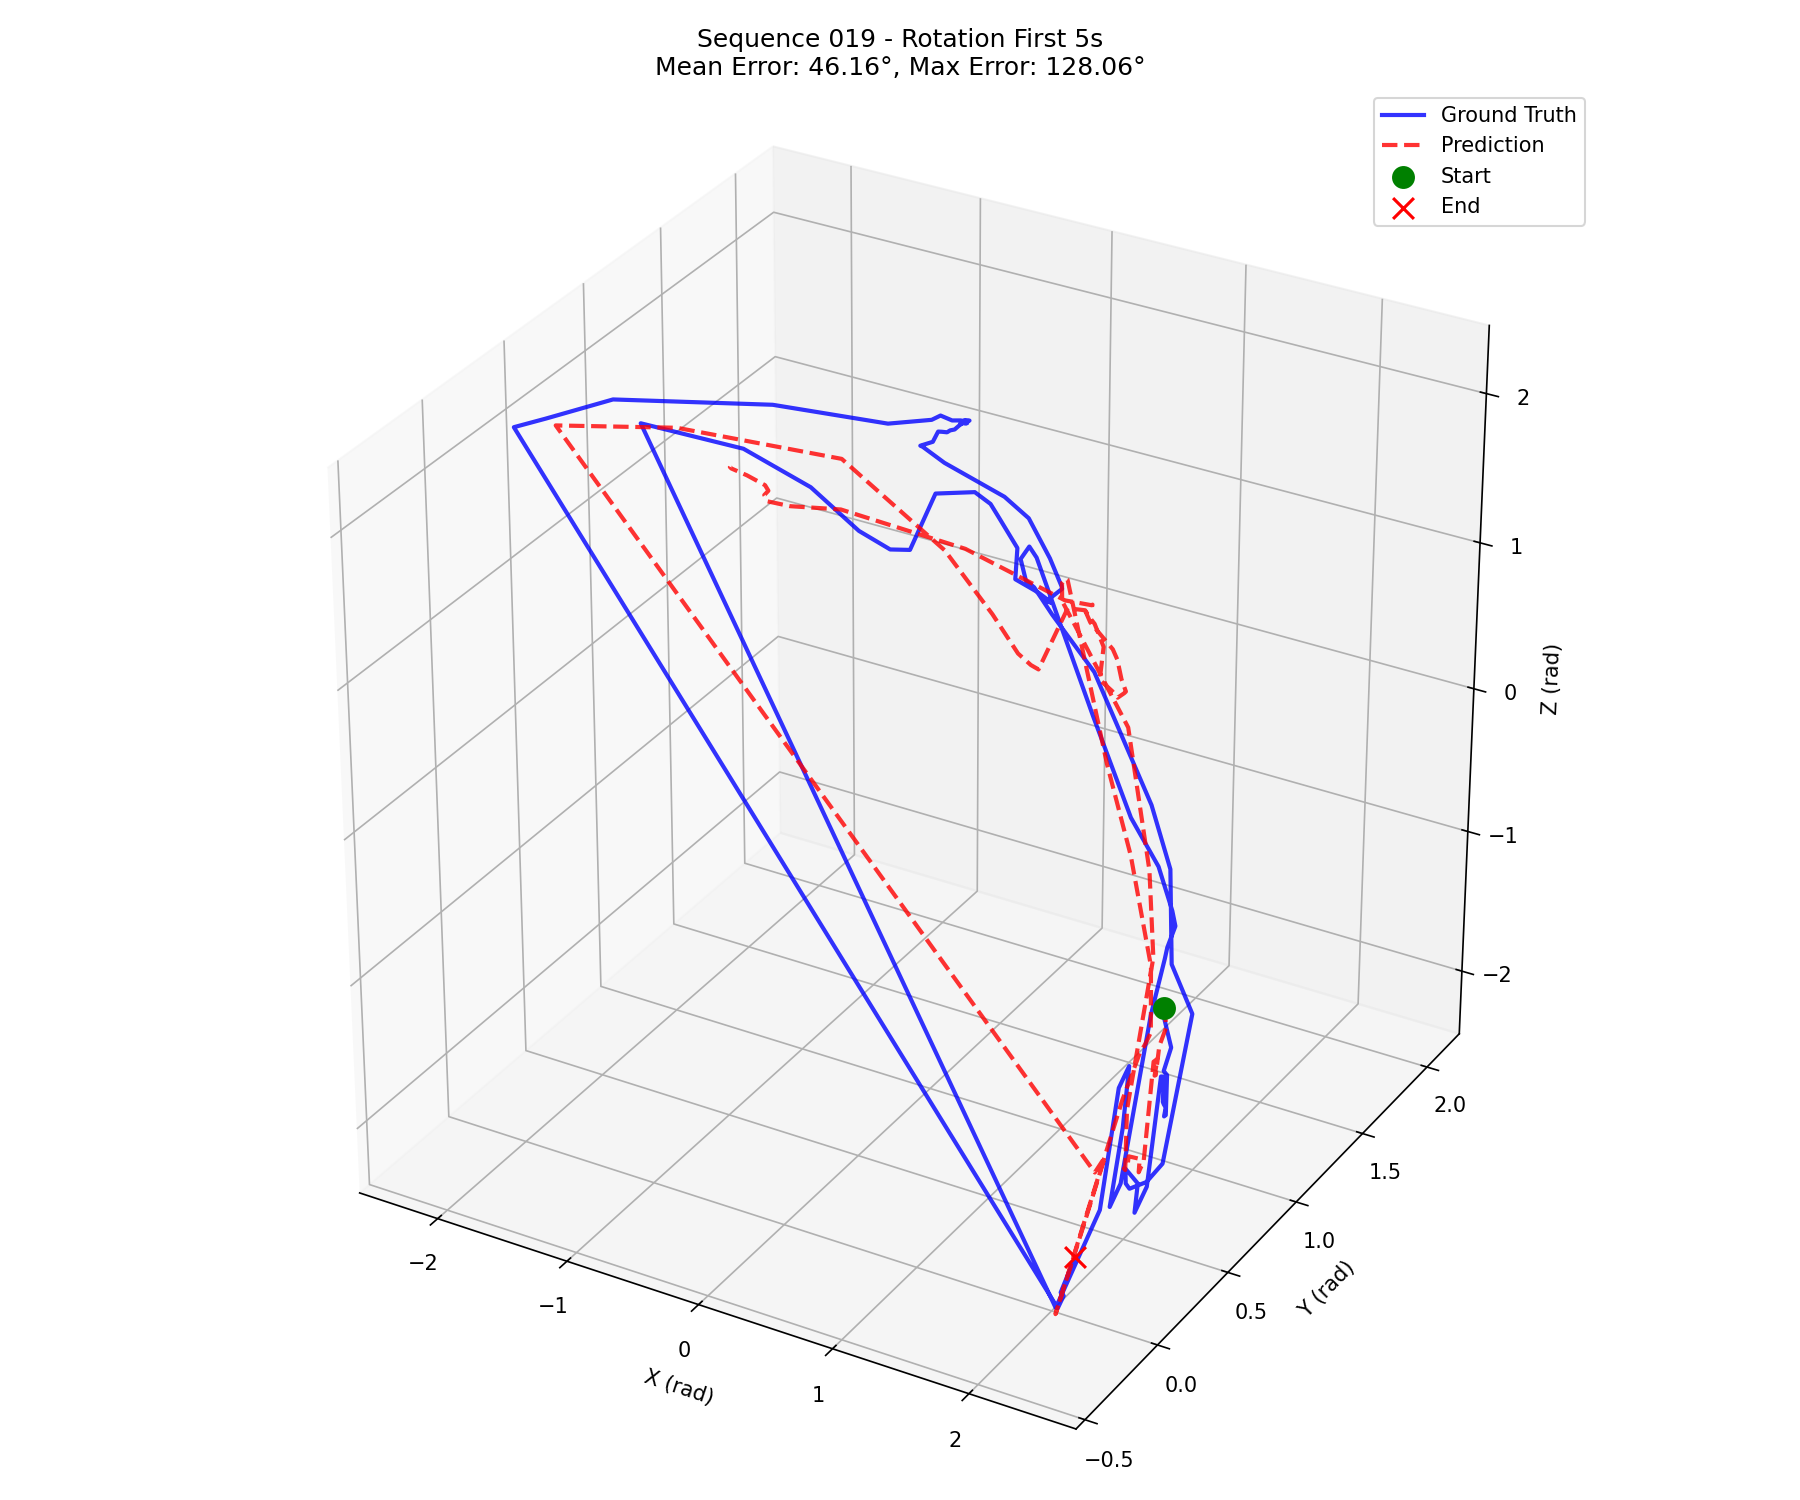 Sequence 019 - Rotation First 5s
Mean Error: 46.16°, Max Error: 128.06°
Ground Truth
Prediction
Start
End
2
1
0
−1
−2
Z (rad)
2.0
1.5
1.0
0.5
0.0
−0.5
Y (rad)
−2
−1
0
1
2
X (rad)